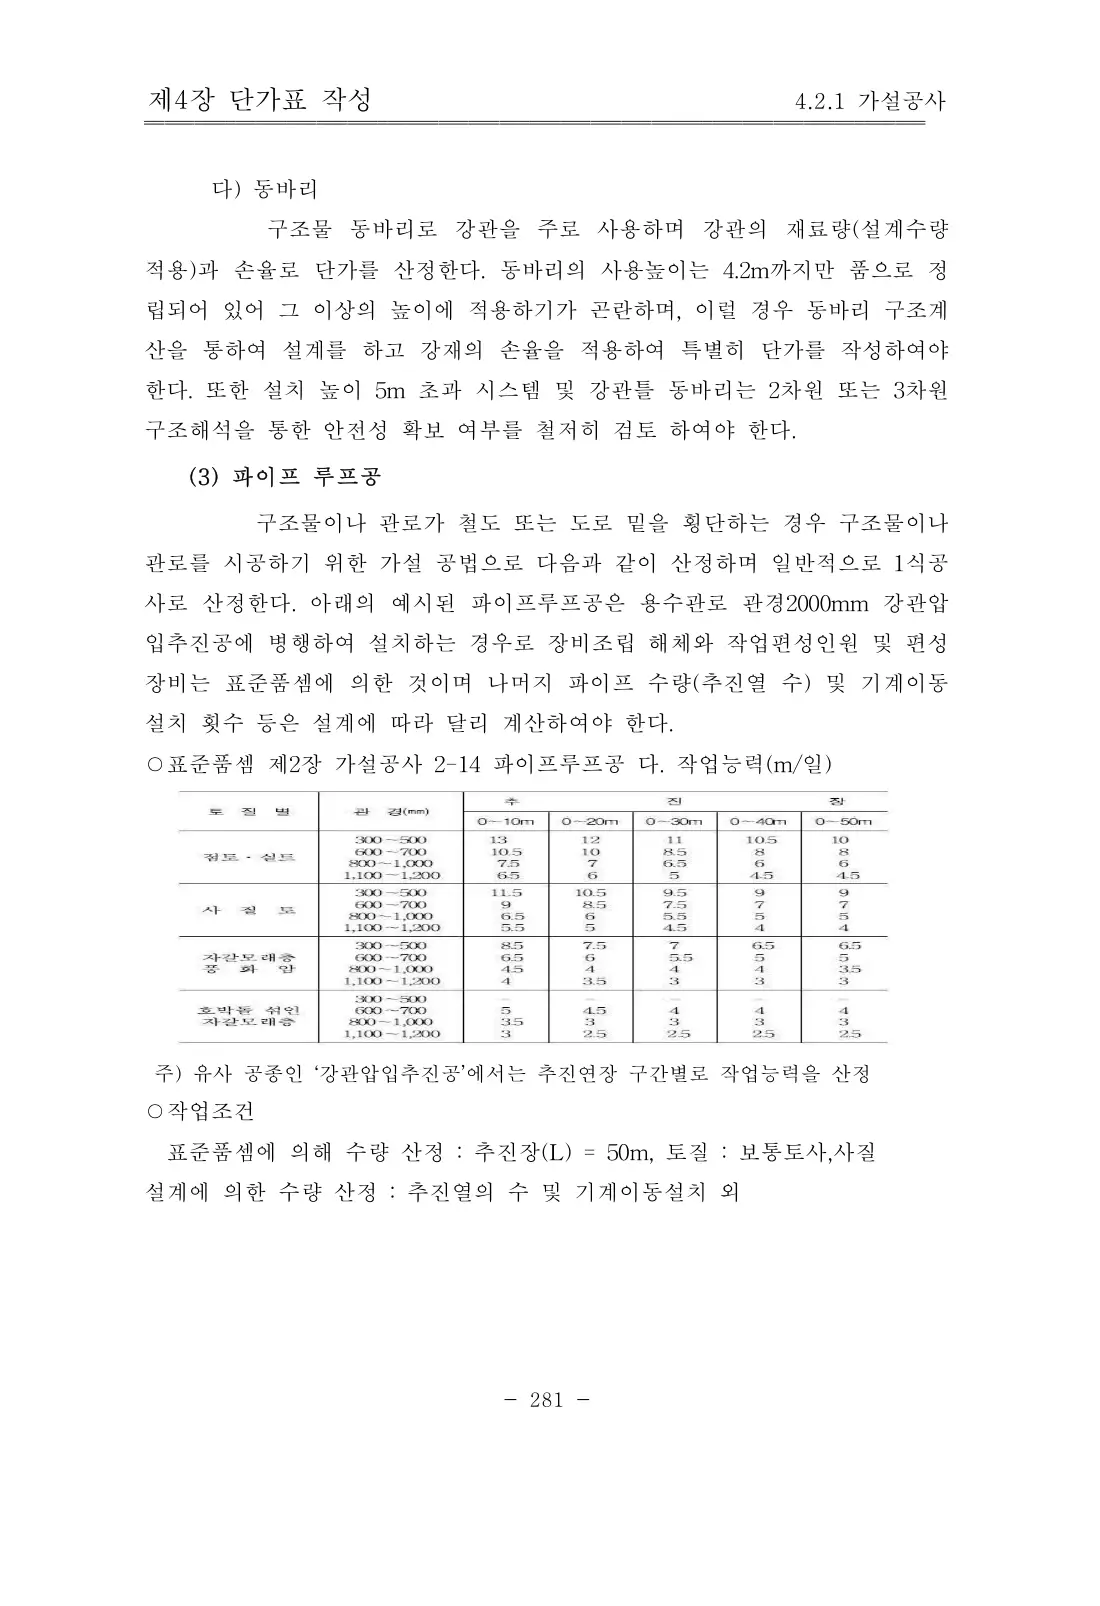 제4장 단가표 작성 4.2.1 가설공사
다) 동바리
구조물 동바리로 강관을 주로 사용하며 강관의 재료량(설계수량
적용)과 손율로 단가를 산정한다. 동바리의 사용높이는 4.2m까지만 품으로 정
립되어 있어 그 이상의 높이에 적용하기가 곤란하며, 이럴 경우 동바리 구조계
산을 통하여 설계를 하고 강재의 손율을 적용하여 특별히 단가를 작성하여야
한다. 또한 설치 높이 5m 초과 시스템 및 강관틀 동바리는 2차원 또는 3차원
구조해석을 통한 안전성 확보 여부를 철저히 검토 하여야 한다.
(3) 파이프 루프공
구조물이나 관로가 철도 또는 도로 밑을 횡단하는 경우 구조물이나
관로를 시공하기 위한 가설 공법으로 다음과 같이 산정하며 일반적으로 1식공
사로 산정한다. 아래의 예시된 파이프루프공은 용수관로 관경2000mm 강관압
입추진공에 병행하여 설치하는 경우로 장비조립 해체와 작업편성인원 및 편성
장비는 표준품셈에 의한 것이며 나머지 파이프 수량(추진열 수) 및 기계이동
설치 횟수 등은 설계에 따라 달리 계산하여야 한다.
○표준품셈 제2장 가설공사 2-14 파이프루프공 다. 작업능력(m/일)
토 질 별 관 경(mm) 추 진 장
0~10m 0~20m 0~30m 0~40m 0~50m
300~500 13 12 11 10.5 10
600~700 10.5 10 8.5 8 8
점토·실트 800~1,000 7.5 7 6.5 6 6
1,100~1,200 6.5 6 5 4.5 4.5
300~500 11.5 10.5 9.5 9 9
사 질 토 600~700 9 8.5 7.5 7 7
800~1,000 6.5 6 5.5 5 5
1,100~1,200 5.5 5 4.5 4 4
300~500 8.5 7.5 7 6.5 6.5
자갈모래층 600~700 6.5 6 5.5 5 5
풍 화 암 800~1,000 4.5 4 4 4 3.5
1,100~1,200 4 3.5 3 3 3
300~500 - - - - -
호박돌 섞인 600~700 5 4.5 4 4 4
자갈모래층 800~1,000 3.5 3 3 3 3
1,100~1,200 3 2.5 2.5 2.5 2.5
주) 유사 공종인 ‘강관압입추진공’에서는 추진연장 구간별로 작업능력을 산정
○작업조건
표준품셈에 의해 수량 산정 : 추진장(L) = 50m, 토질 : 보통토사,사질
설계에 의한 수량 산정 : 추진열의 수 및 기계이동설치 외
- 281 -